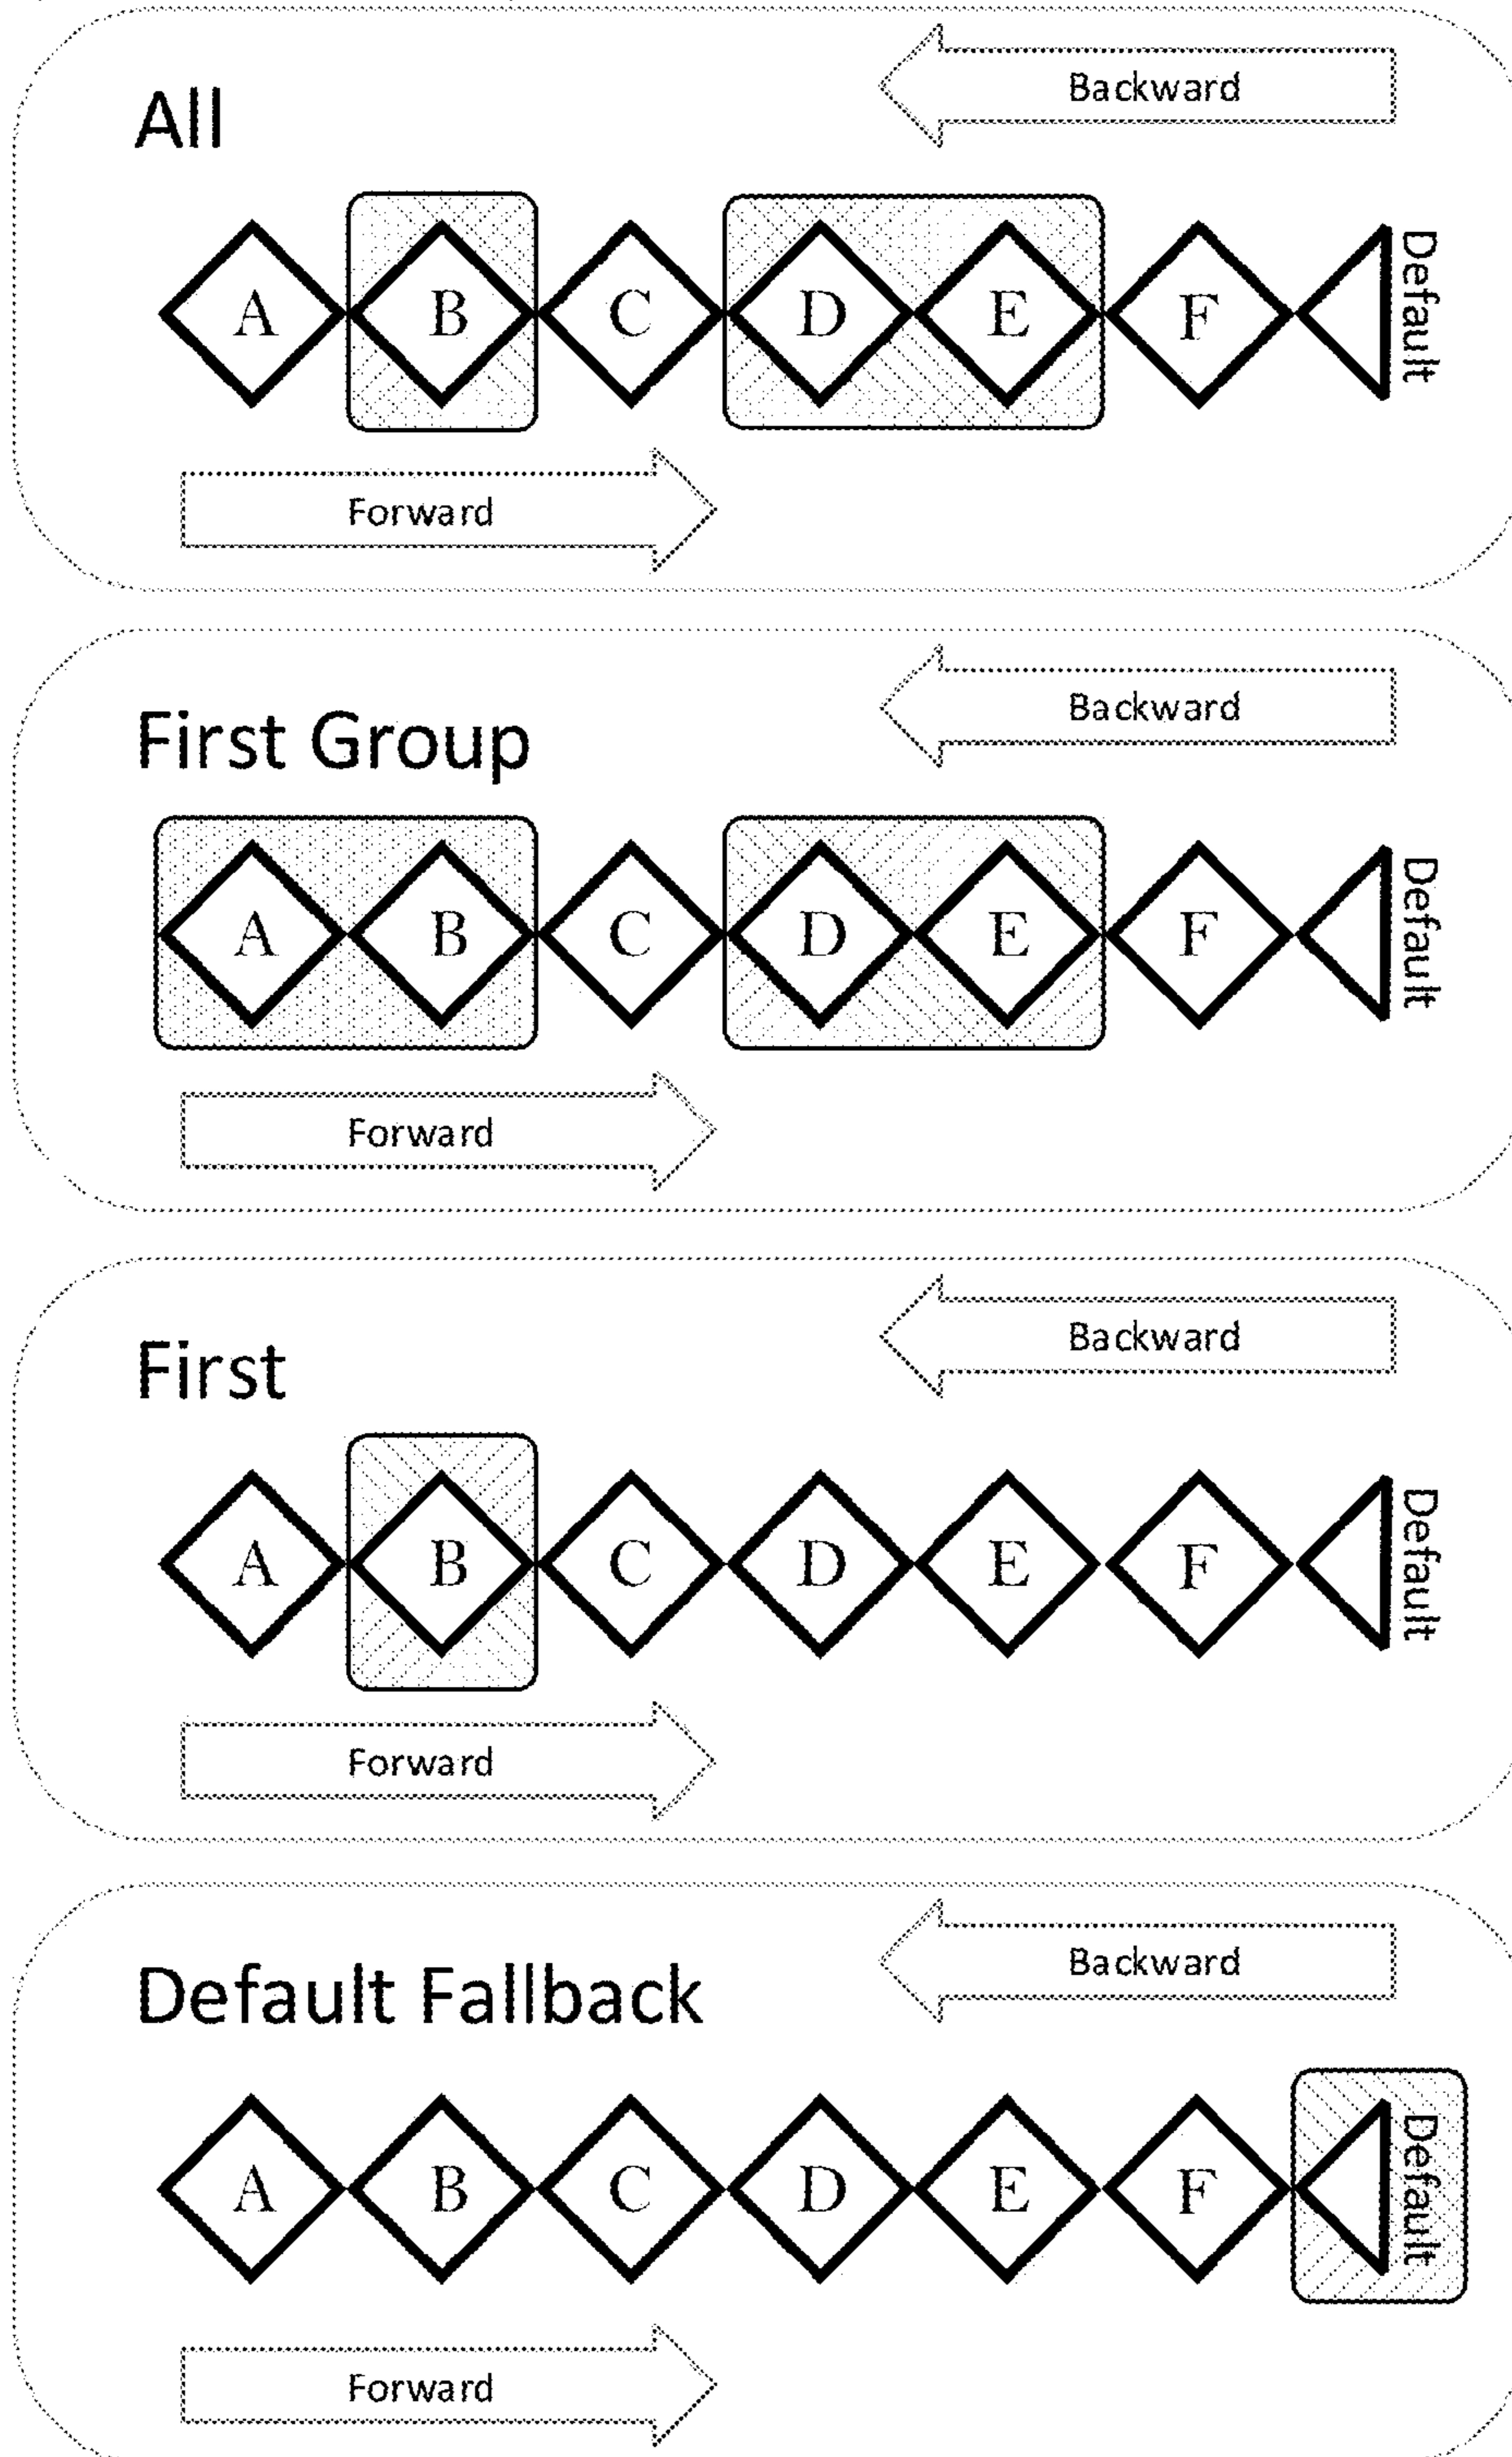 Backward
All
A B C D E F Default
Forward
Backward
First Group
A B C D E F Default
Forward
Backward
First
A B C D E F Default
Forward
Backward
Default Fallback
A B C D E F Default
Forward